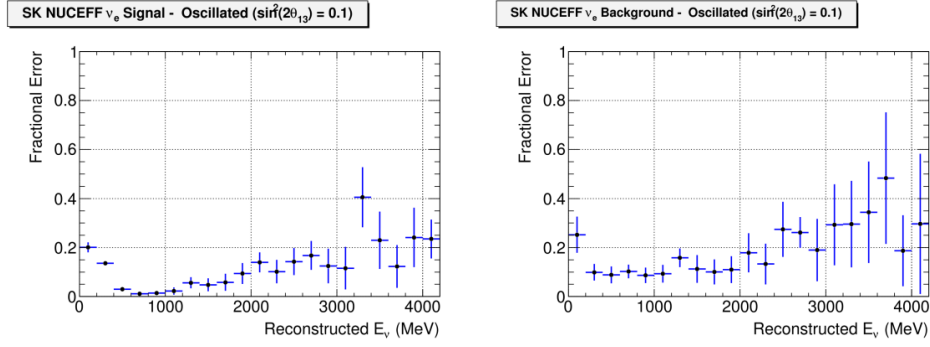 SK NUCEFF νe Signal - Oscillated (sin²(2θ13) = 0.1)
Fractional Error
1
0.8
0.6
0.4
0.2
0
0 1000 2000 3000 4000
Reconstructed Eν (MeV)
SK NUCEFF νe Background - Oscillated (sin²(2θ13) = 0.1)
Fractional Error
1
0.8
0.6
0.4
0.2
0
0 1000 2000 3000 4000
Reconstructed Eν (MeV)